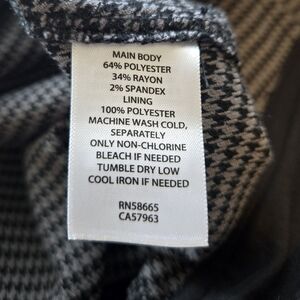 MAIN BODY
64% POLYESTER
34% RAYON
2% SPANDEX
LINING
100% POLYESTER
MACHINE WASH COLD,
SEPARATELY
ONLY NON-CHLORINE
BLEACH IF NEEDED
TUMBLE DRY LOW
COOL IRON IF NEEDED
RN58665
CA57963